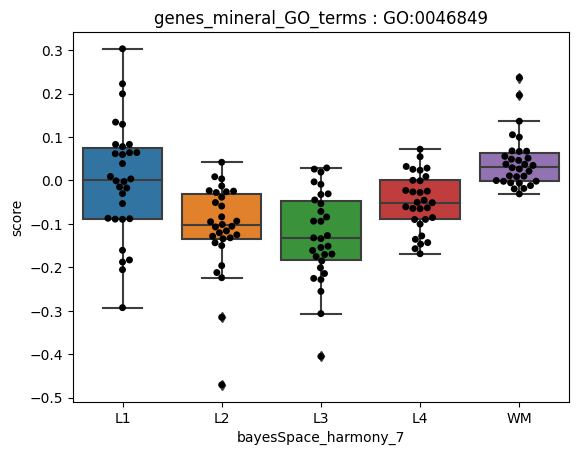 genes_mineral_GO_terms : GO:0046849
0.3
0.2
0.1
0.0
−0.1
−0.2
−0.3
−0.4
−0.5
score
L1 L2 L3 L4 WM
bayesSpace_harmony_7